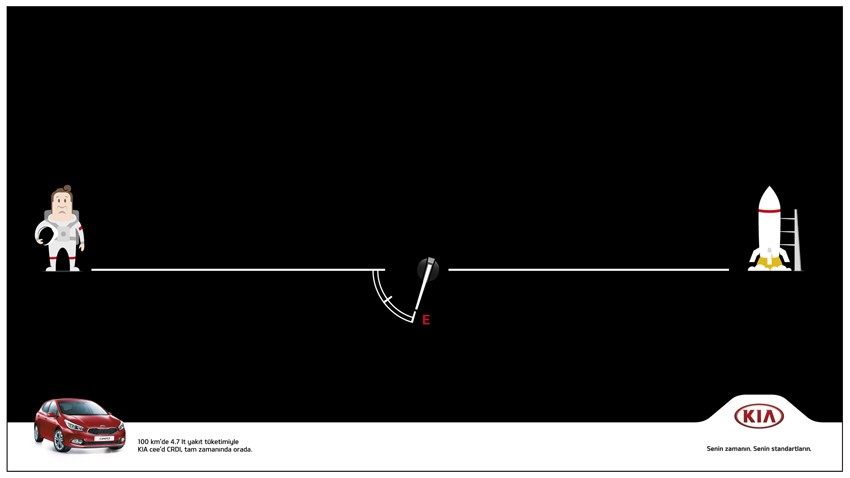 E
100 km'de 4.7 lt yakıt tüketimiyle
KIA cee'd CRDI, tam zamanında orada.
KIA
Senin zamanın. Senin standartların.